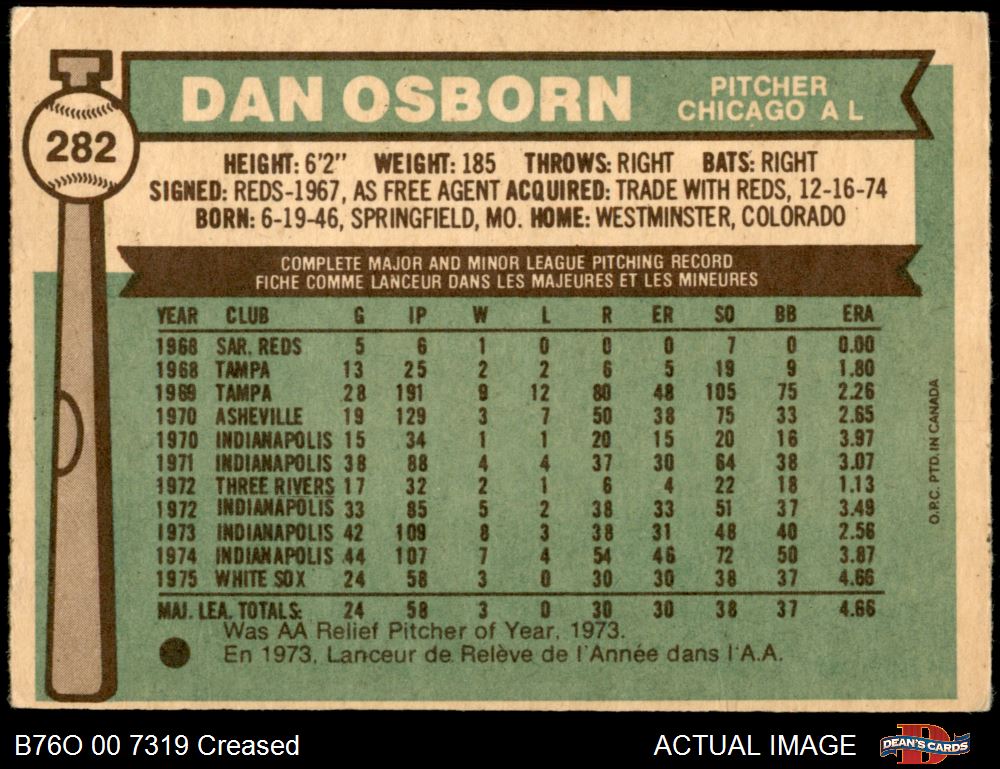 282
DAN OSBORN
PITCHER
CHICAGO A L
HEIGHT: 6'2" WEIGHT: 185 THROWS: RIGHT BATS: RIGHT
SIGNED: REDS-1967, AS FREE AGENT ACQUIRED: TRADE WITH REDS, 12-16-74
BORN: 6-19-46, SPRINGFIELD, MO. HOME: WESTMINSTER, COLORADO
COMPLETE MAJOR AND MINOR LEAGUE PITCHING RECORD
FICHE COMME LANCEUR DANS LES MAJEURES ET LES MINEURES
YEAR CLUB G IP W L R ER SO BB ERA
1968 SAR. REDS 5 6 1 0 0 0 7 0 0.00
1968 TAMPA 13 25 2 2 6 5 19 9 1.80
1969 TAMPA 28 191 9 12 80 48 105 75 2.26
1970 ASHEVILLE 19 129 3 7 50 38 75 33 2.65
1970 INDIANAPOLIS 15 34 1 1 20 15 20 16 3.97
1971 INDIANAPOLIS 38 88 4 4 37 30 64 38 3.07
1972 THREE RIVERS 17 32 2 1 6 4 22 18 1.13
1972 INDIANAPOLIS 33 85 5 2 38 33 51 37 3.49
1973 INDIANAPOLIS 42 109 8 3 38 31 48 40 2.56
1974 INDIANAPOLIS 44 107 7 4 54 46 72 50 3.87
1975 WHITE SOX 24 58 3 0 30 30 38 37 4.66
MAJ. LEA. TOTALS: 24 58 3 0 30 30 38 37 4.66
Was AA Relief Pitcher of Year, 1973.
En 1973, Lanceur de Relève de l'Année dans l'A.A.
O.P.C. PTD. IN CANADA
B76O 00 7319 Creased
ACTUAL IMAGE
DEAN'S CARDS